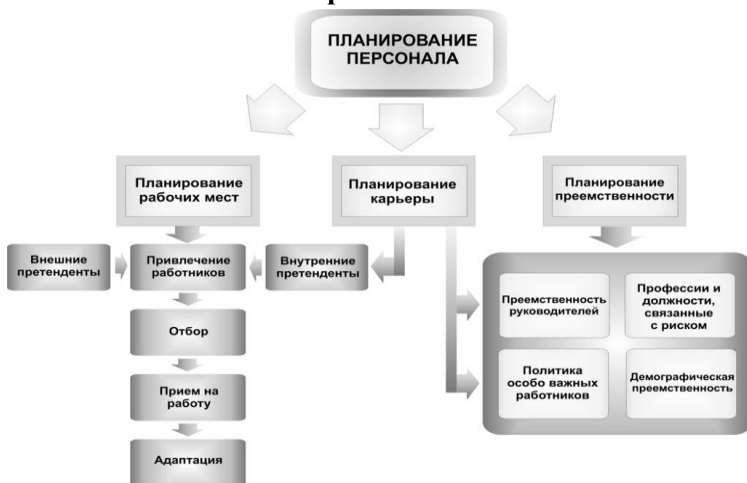 ПЛАНИРОВАНИЕ
ПЕРСОНАЛА
Планирование
рабочих мест
Планирование
карьеры
Планирование
преемственности
Внешние
претенденты
Привлечение
работников
Внутренние
претенденты
Отбор
Прием на
работу
Адаптация
Преемственность
руководителей
Профессии и
должности,
связанные
с риском
Политика
особо важных
работников
Демографическая
преемственность